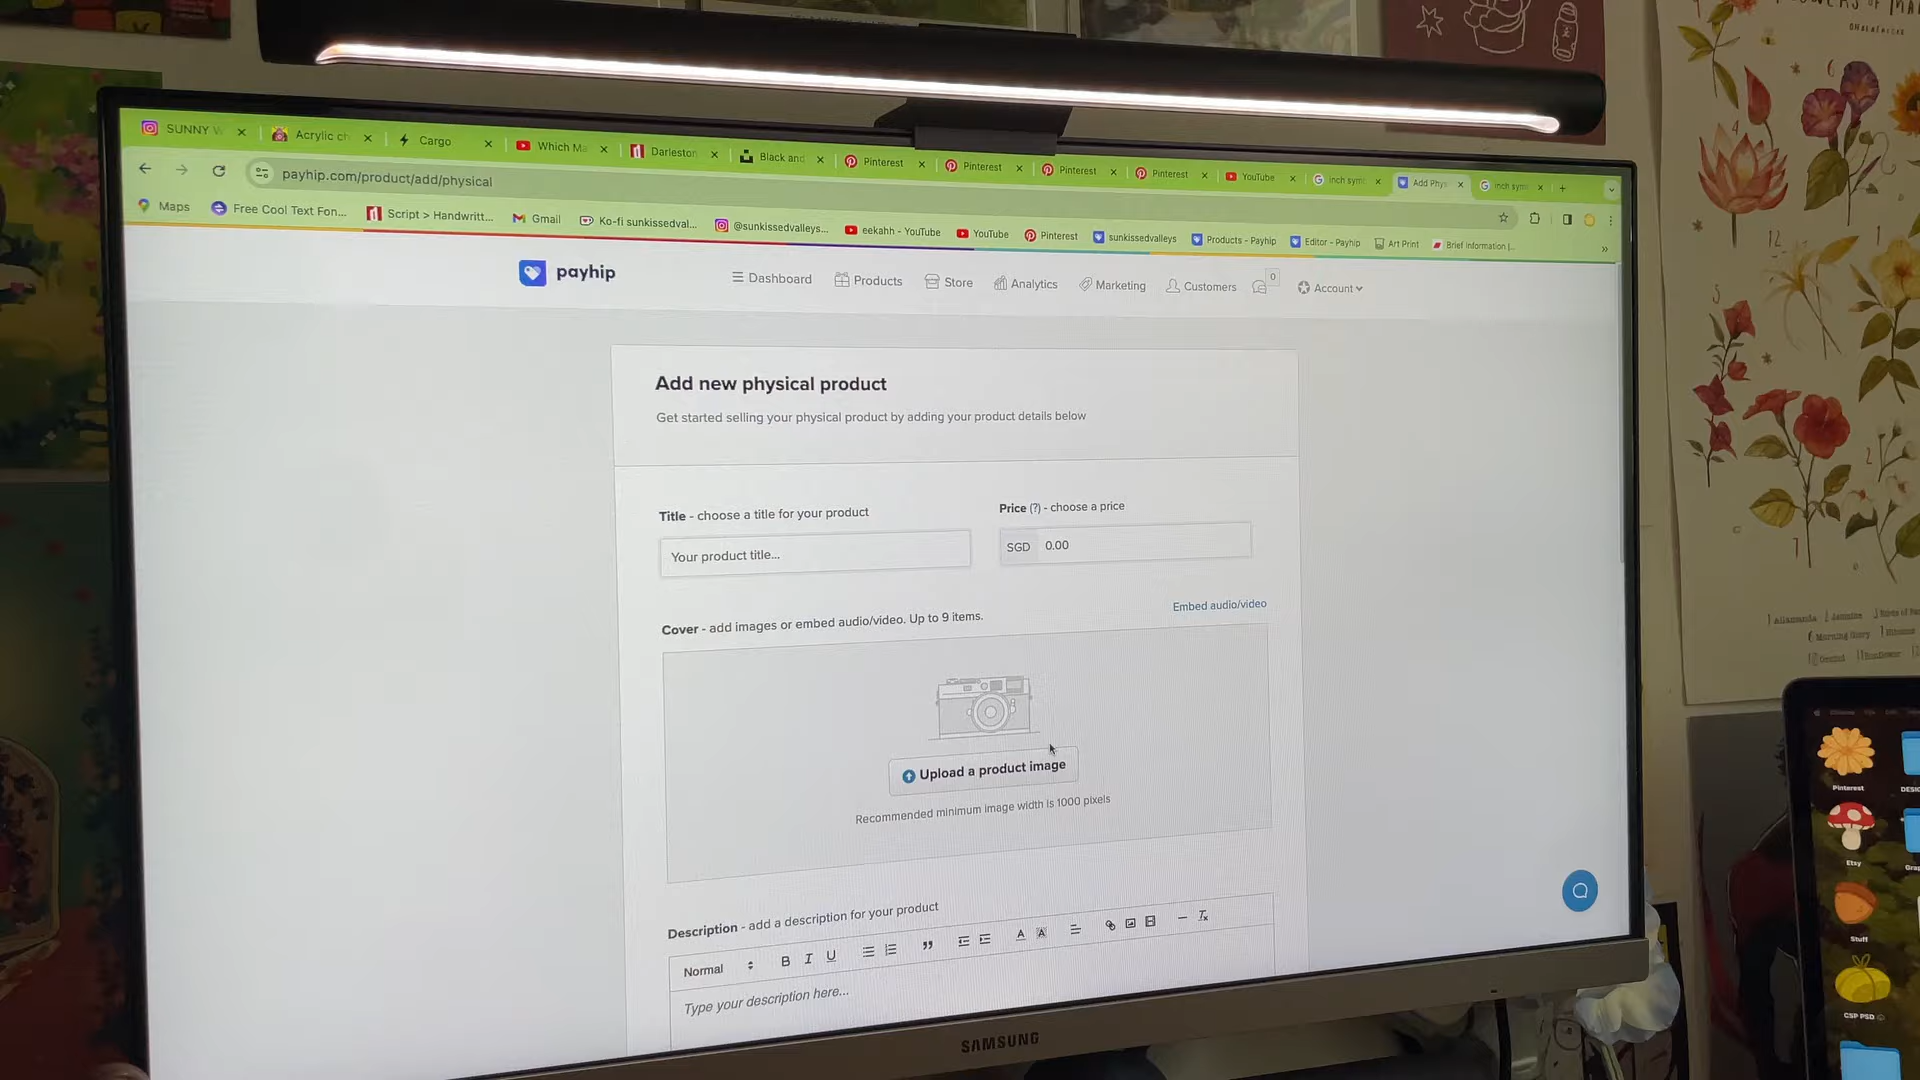 SUNNY
Acrylic ch
Cargo
Which Ma
Darleston
Black and
Pinterest
Pinterest
Pinterest
Pinterest
YouTube
inch sym
Add Phys
inch sym
payhip.com/product/add/physical
Maps
Free Cool Text Fon...
Script > Handwritt...
Gmail
Ko-fi sunkissedval...
@sunkissedvalleys...
eekahh - YouTube
YouTube
Pinterest
sunkissedvalleys
Products - Payhip
Editor - Payhip
Art Print
Brief Information |...
payhip
Dashboard
Products
Store
Analytics
Marketing
Customers
0
Account
Add new physical product
Get started selling your physical product by adding your product details below
Title - choose a title for your product
Price (?) - choose a price
Your product title...
SGD 0.00
Cover - add images or embed audio/video. Up to 9 items.
Embed audio/video
Upload a product image
Recommended minimum image width is 1000 pixels
Description - add a description for your product
Normal
B I U
Type your description here...
SAMSUNG
Pinterest
Etsy
Stuff
CSP PSD